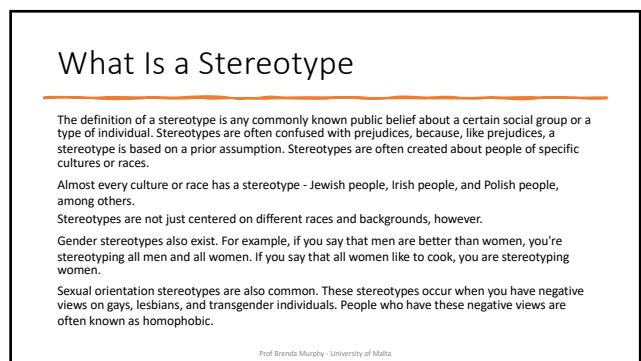 What Is a Stereotype
The definition of a stereotype is any commonly known public belief about a certain social group or a
type of individual. Stereotypes are often confused with prejudices, because, like prejudices, a
stereotype is based on a prior assumption. Stereotypes are often created about people of specific
cultures or races.
Almost every culture or race has a stereotype - Jewish people, Irish people, and Polish people,
among others.
Stereotypes are not just centered on different races and backgrounds, however.
Gender stereotypes also exist. For example, if you say that men are better than women, you're
stereotyping all men and all women. If you say that all women like to cook, you are stereotyping
women.
Sexual orientation stereotypes are also common. These stereotypes occur when you have negative
views on gays, lesbians, and transgender individuals. People who have these negative views are
often known as homophobic.
Prof Brenda Murphy - University of Malta